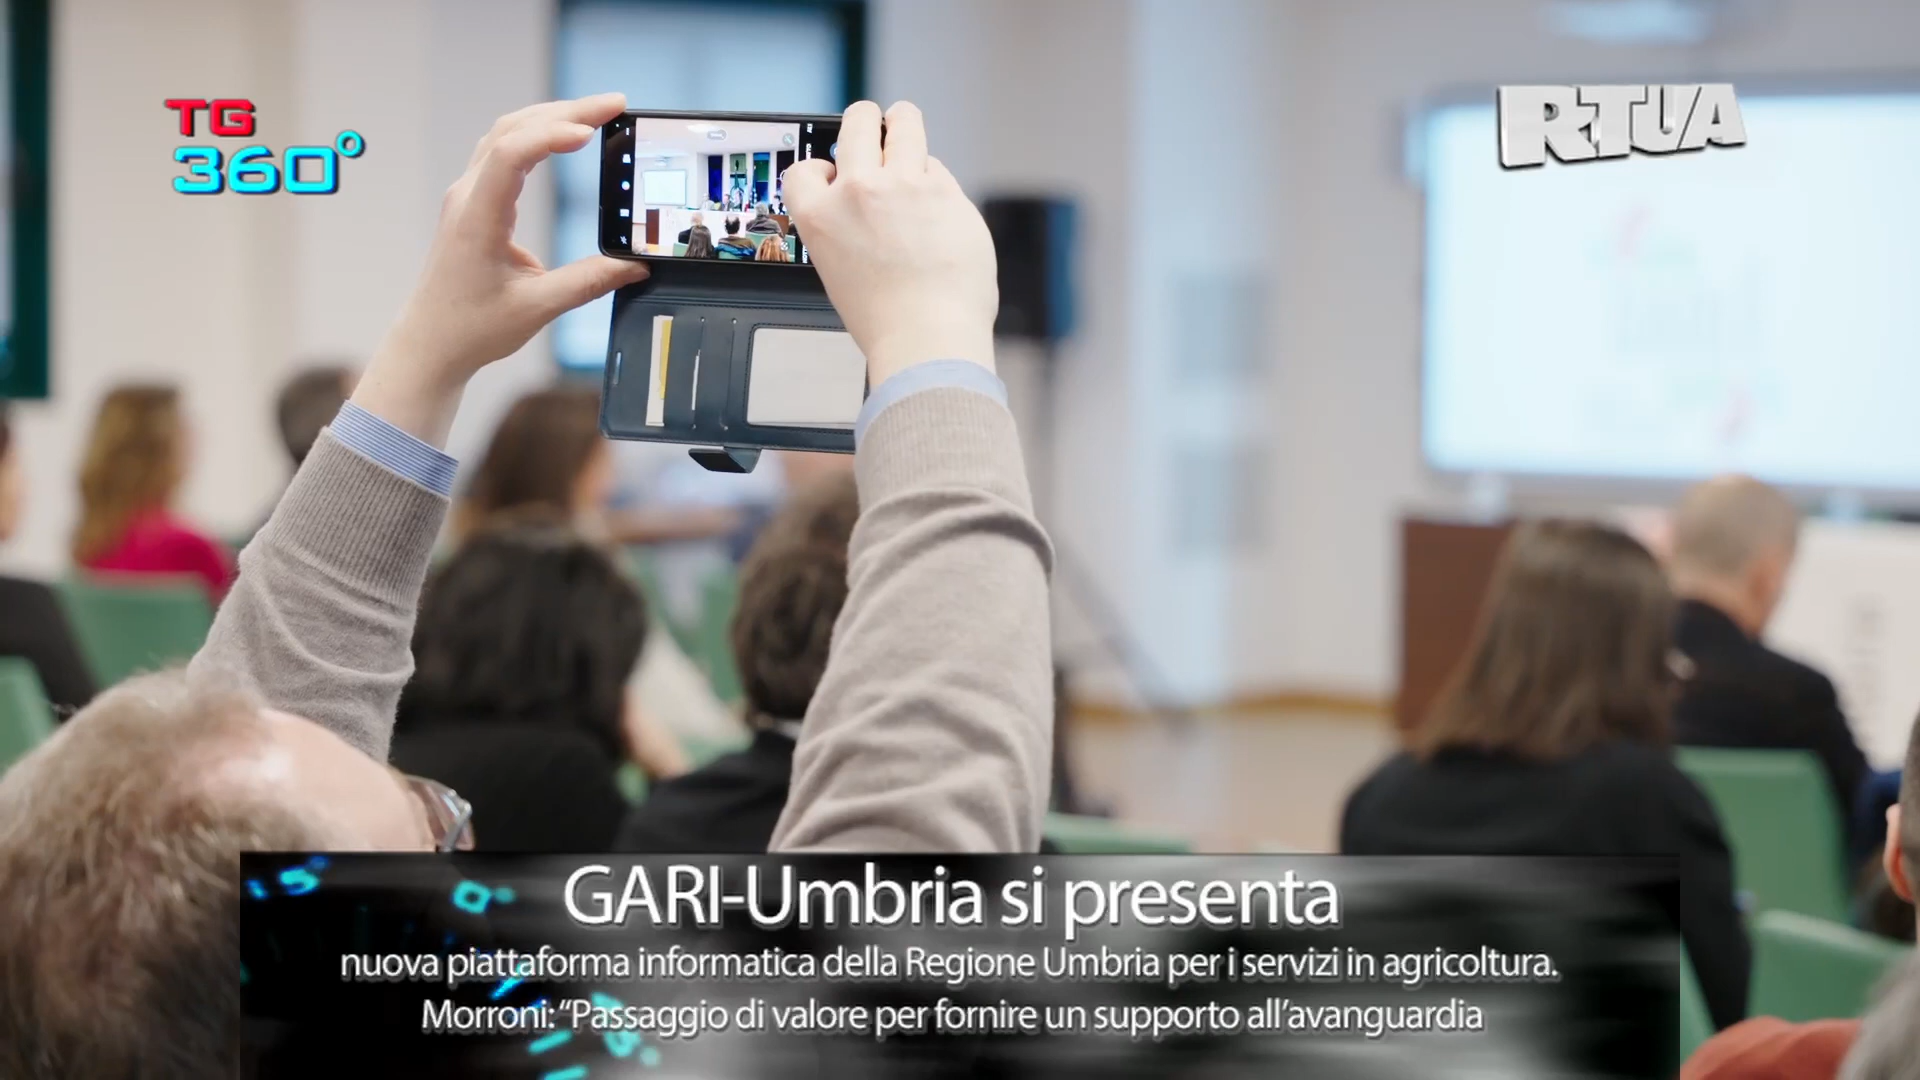 TG
360°
RTUA
GARI-Umbria si presenta
nuova piattaforma informatica della Regione Umbria per i servizi in agricoltura.
Morroni: “Passaggio di valore per fornire un supporto all’avanguardia